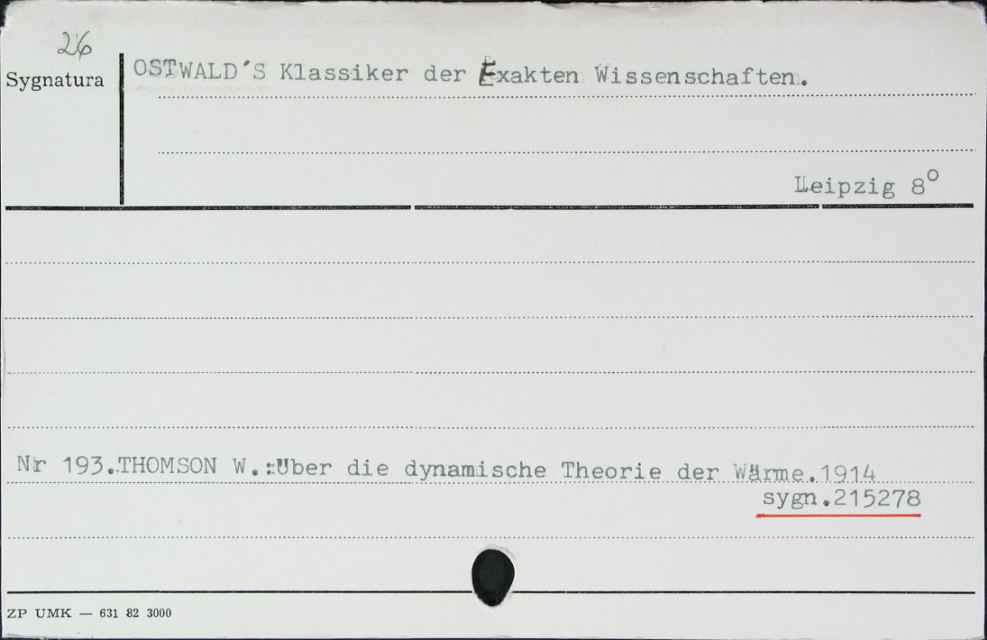 26
Sygnatura
OSTWALD'S Klassiker der Exakten Wissenschaften.
Leipzig 8°
Nr 193.THOMSON W.:Über die dynamische Theorie der Wärme.1914
sygn.215278
ZP UMK — 631 82 3000